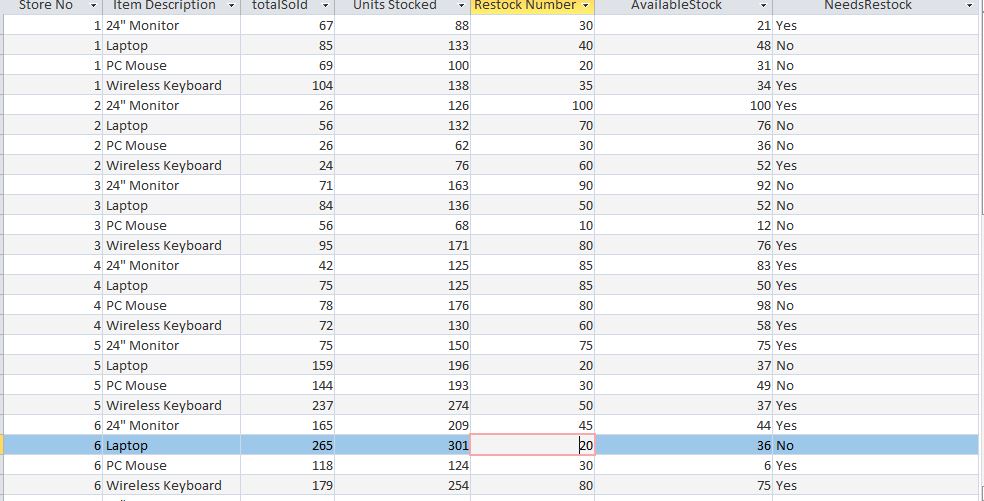 Store No Item Description totalSold Units Stocked Restock Number AvailableStock NeedsRestock
1 24" Monitor 67 88 30 21 Yes
1 Laptop 85 133 40 48 No
1 PC Mouse 69 100 20 31 No
1 Wireless Keyboard 104 138 35 34 Yes
2 24" Monitor 26 126 100 100 Yes
2 Laptop 56 132 70 76 No
2 PC Mouse 26 62 30 36 No
2 Wireless Keyboard 24 76 60 52 Yes
3 24" Monitor 71 163 90 92 No
3 Laptop 84 136 50 52 No
3 PC Mouse 56 68 10 12 No
3 Wireless Keyboard 95 171 80 76 Yes
4 24" Monitor 42 125 85 83 Yes
4 Laptop 75 125 85 50 Yes
4 PC Mouse 78 176 80 98 No
4 Wireless Keyboard 72 130 60 58 Yes
5 24" Monitor 75 150 75 75 Yes
5 Laptop 159 196 20 37 No
5 PC Mouse 144 193 30 49 No
5 Wireless Keyboard 237 274 50 37 Yes
6 24" Monitor 165 209 45 44 Yes
6 Laptop 265 301 20 36 No
6 PC Mouse 118 124 30 6 Yes
6 Wireless Keyboard 179 254 80 75 Yes